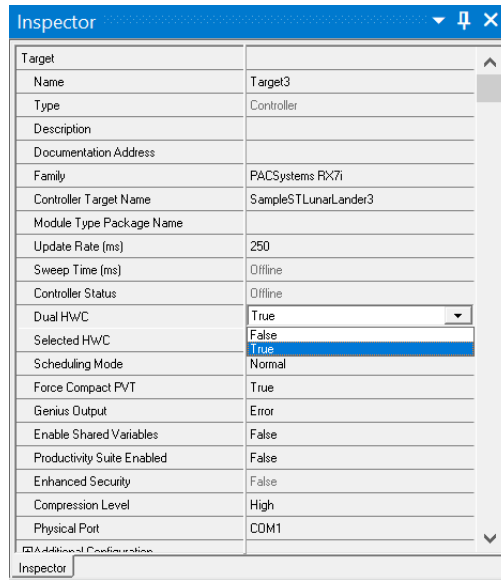 Inspector
Target
Name Target3
Type Controller
Description
Documentation Address
Family PACSystems RX7i
Controller Target Name SampleSTLunarLander3
Module Type Package Name
Update Rate (ms) 250
Sweep Time (ms) Offline
Controller Status Offline
Dual HWC True
Selected HWC False
True
Scheduling Mode Normal
Force Compact PVT True
Genius Output Error
Enable Shared Variables False
Productivity Suite Enabled False
Enhanced Security False
Compression Level High
Physical Port COM1
Additional Configuration
Inspector